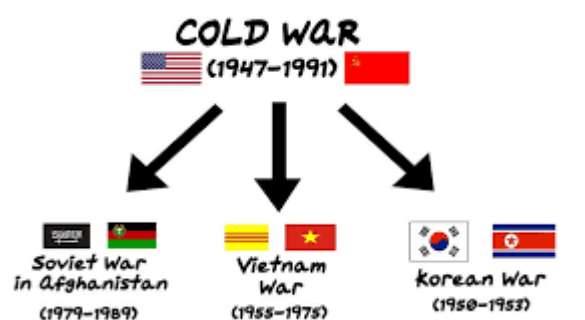 COLD WAR
(1947-1991)
Soviet War
in Afghanistan
(1979-1989)
Vietnam
War
(1955-1975)
Korean War
(1950-1953)